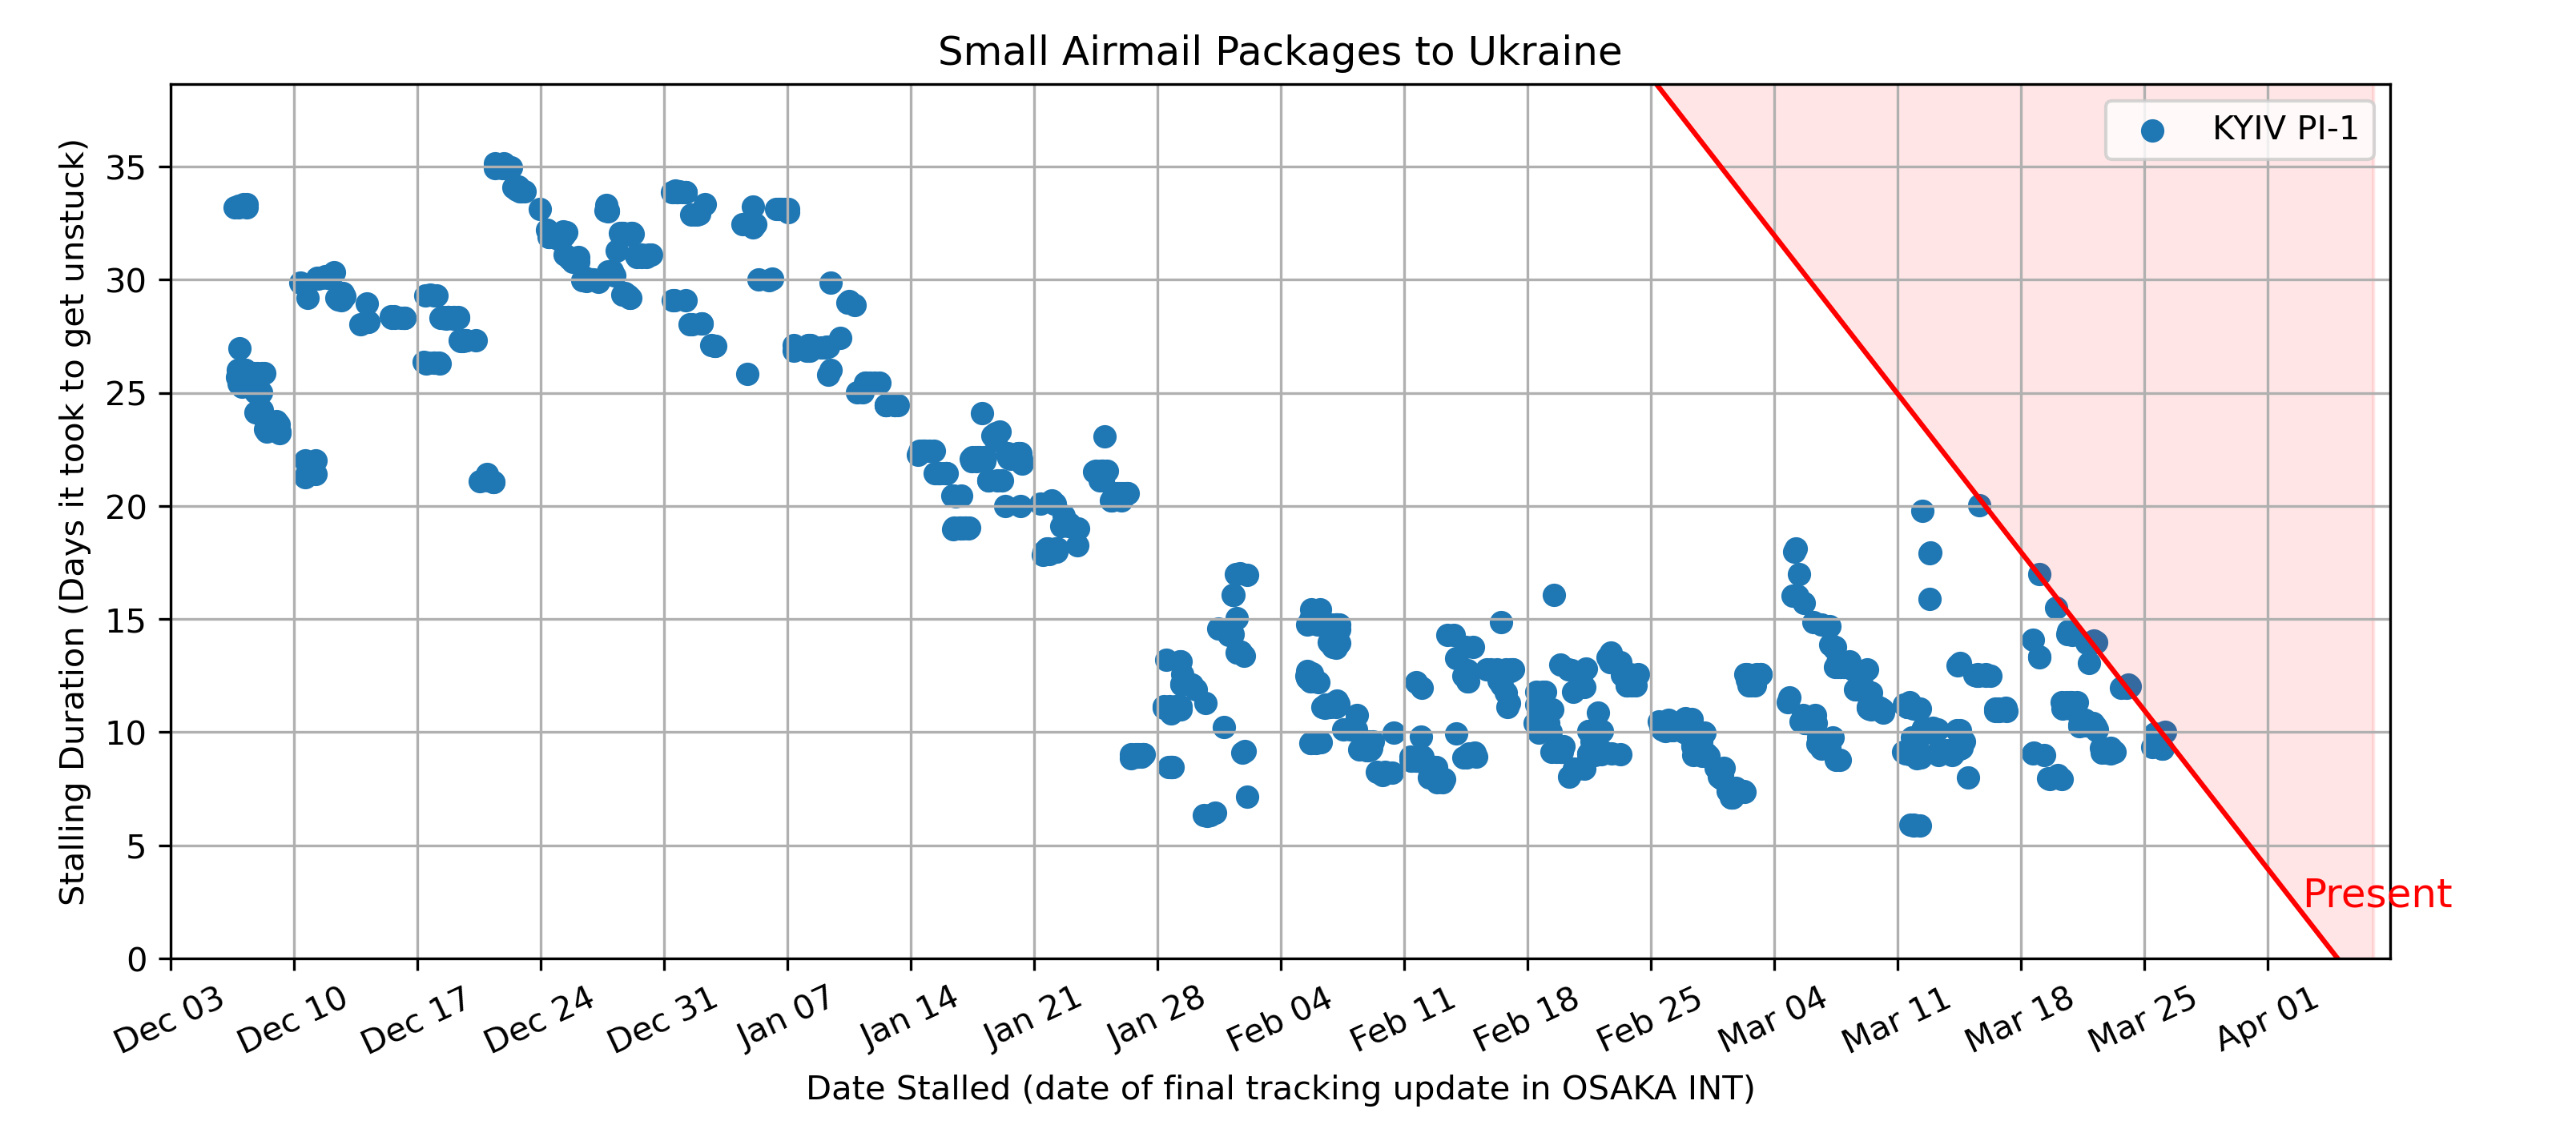 Small Airmail Packages to Ukraine
KYIV PI-1
Stalling Duration (Days it took to get unstuck)
35
30
25
20
15
10
5
0
Present
Dec 03
Dec 10
Dec 17
Dec 24
Dec 31
Jan 07
Jan 14
Jan 21
Jan 28
Feb 04
Feb 11
Feb 18
Feb 25
Mar 04
Mar 11
Mar 18
Mar 25
Apr 01
Date Stalled (date of final tracking update in OSAKA INT)